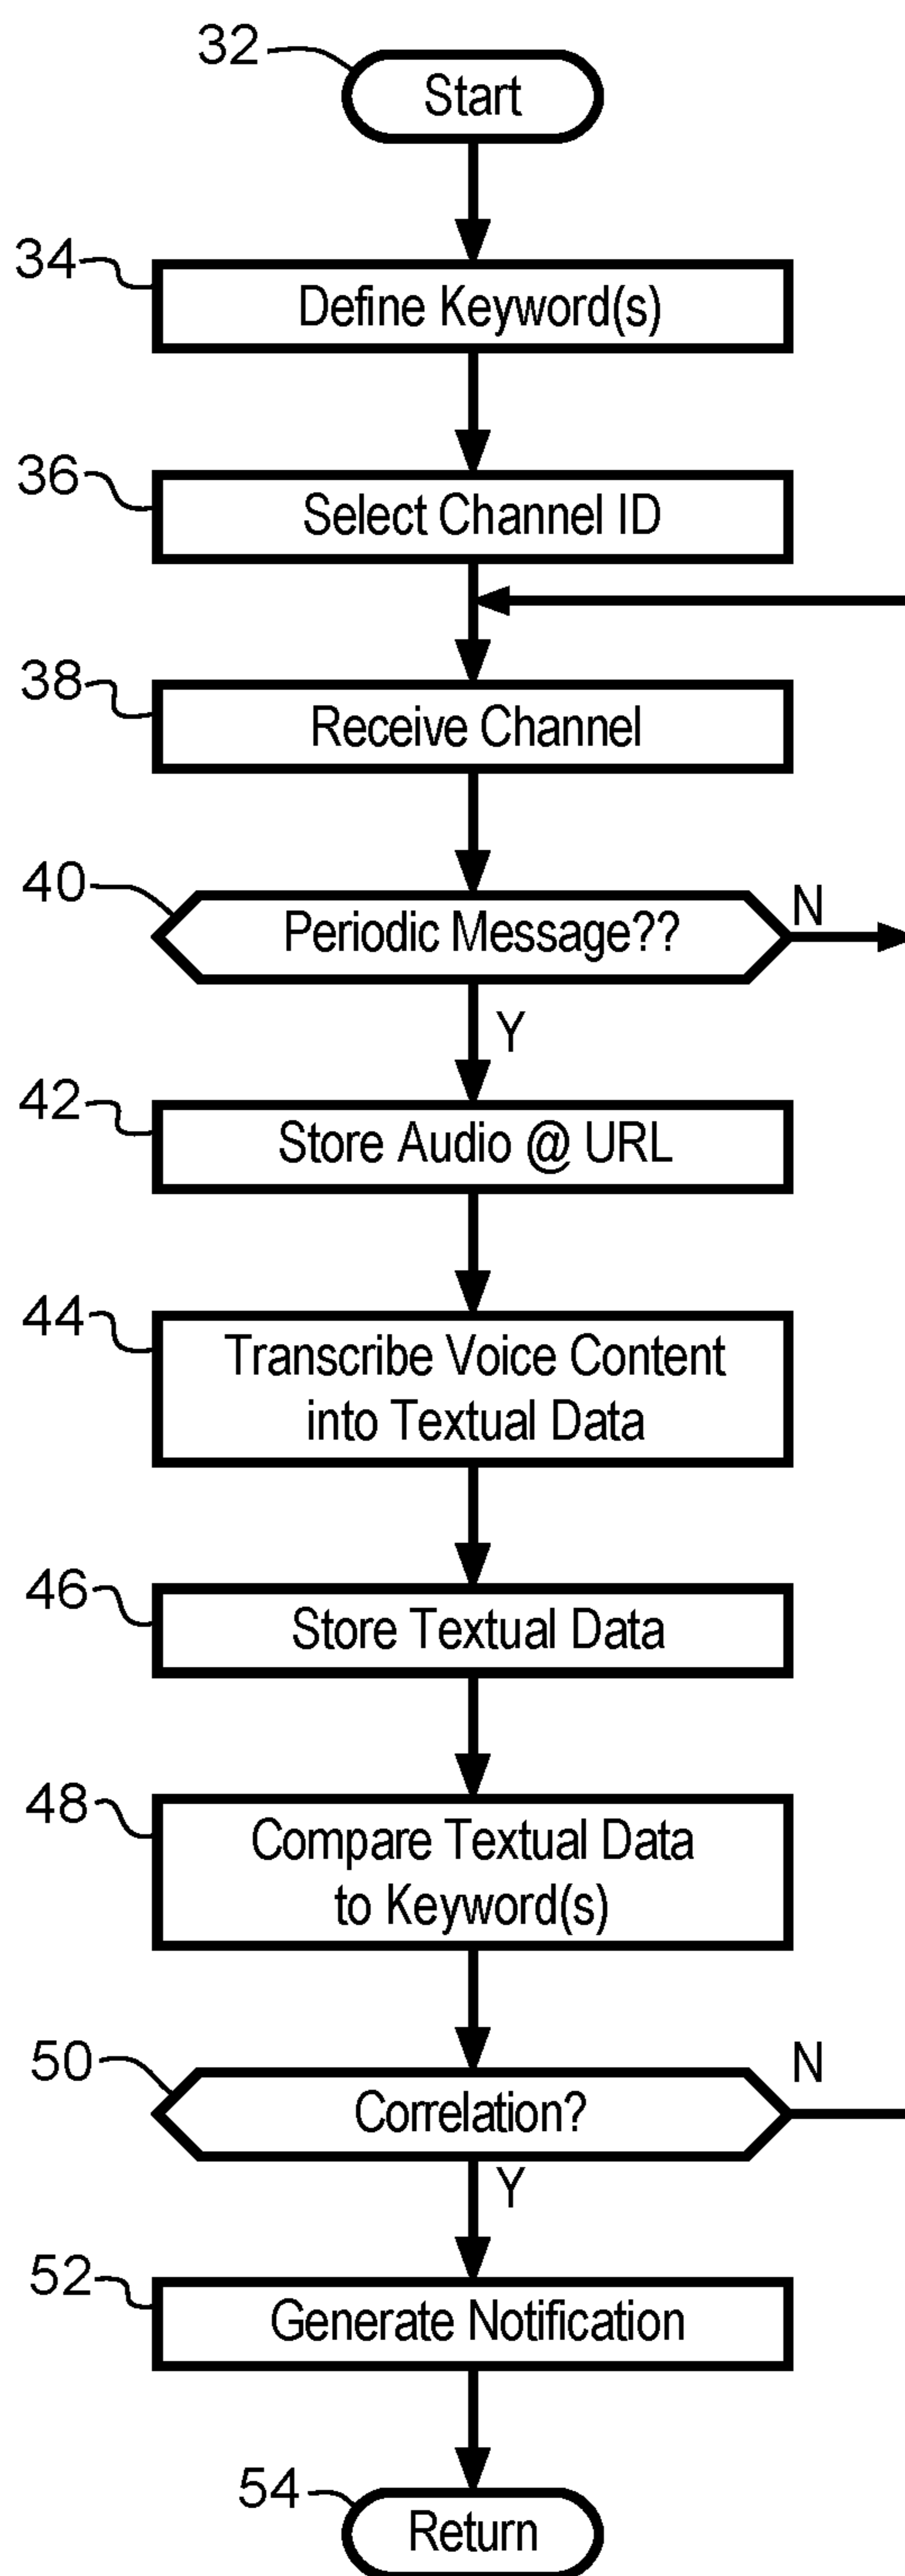 32
Start
34
Define Keyword(s)
36
Select Channel ID
38
Receive Channel
40
Periodic Message??
N
Y
42
Store Audio @ URL
44
Transcribe Voice Content
into Textual Data
46
Store Textual Data
48
Compare Textual Data
to Keyword(s)
50
Correlation?
N
Y
52
Generate Notification
54
Return